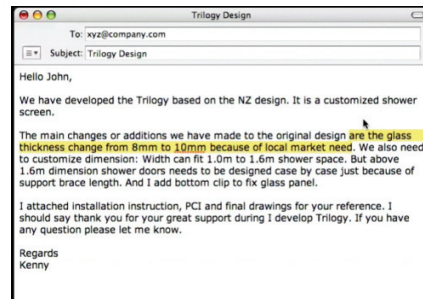 Trilogy Design
To: xyz@company.com
Subject: Trilogy Design
Hello John,
We have developed the Trilogy based on the NZ design. It is a customized shower
screen.
The main changes or additions we have made to the original design are the glass
thickness change from 8mm to 10mm because of local market need. We also need
to customize dimension: Width can fit 1.0m to 1.6m shower space. But above
1.6m dimension shower doors needs to be designed case by case just because of
support brace length. And I add bottom clip to fix glass panel.
I attached installation instruction, PCI and final drawings for your reference. I
should say thank you for your great support during I develop Trilogy. If you have
any question please let me know.
Regards
Kenny